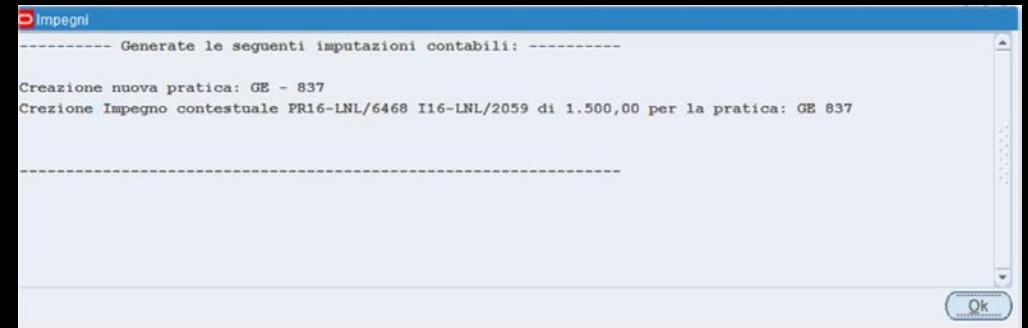 Impegni
---------- Generate le seguenti imputazioni contabili: ----------
Creazione nuova pratica: GE - 837
Crezione Impegno contestuale PR16-LNL/6468 I16-LNL/2059 di 1.500,00 per la pratica: GE 837
-----------------------------------------------------------------
Ok